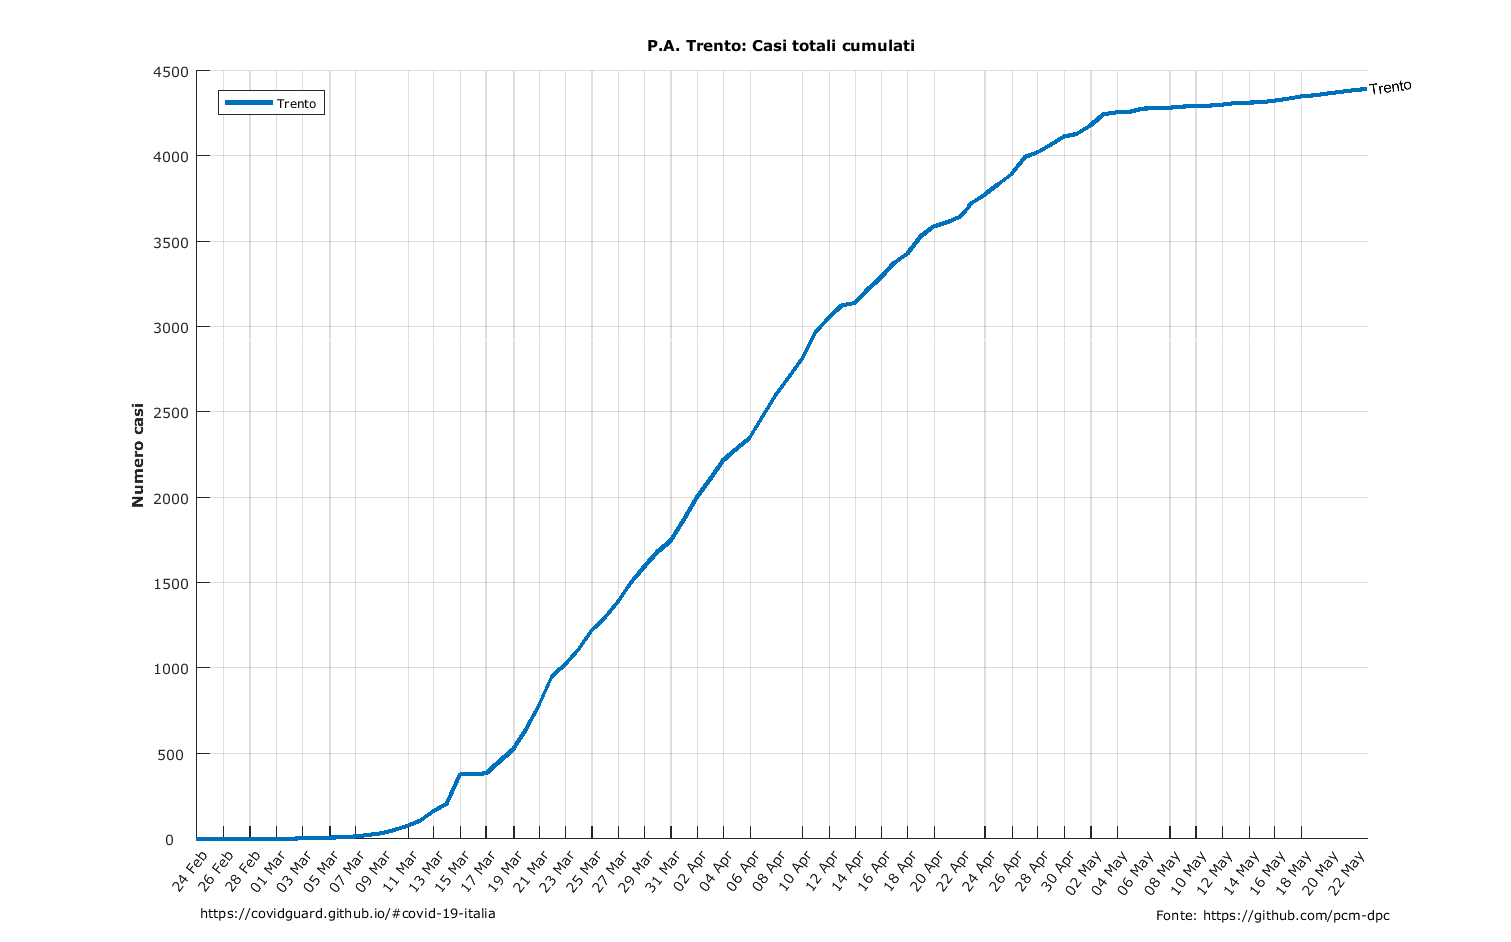 P.A. Trento: Casi totali cumulati
4500
4000
3500
3000
2500
2000
1500
1000
500
0
Numero casi
Trento
Trento
24 Feb
26 Feb
28 Feb
01 Mar
03 Mar
05 Mar
07 Mar
09 Mar
11 Mar
13 Mar
15 Mar
17 Mar
19 Mar
21 Mar
23 Mar
25 Mar
27 Mar
29 Mar
31 Mar
02 Apr
04 Apr
06 Apr
08 Apr
10 Apr
12 Apr
14 Apr
16 Apr
18 Apr
20 Apr
22 Apr
24 Apr
26 Apr
28 Apr
30 Apr
02 May
04 May
06 May
08 May
10 May
12 May
14 May
16 May
18 May
20 May
22 May
https://covidguard.github.io/#covid-19-italia
Fonte: https://github.com/pcm-dpc